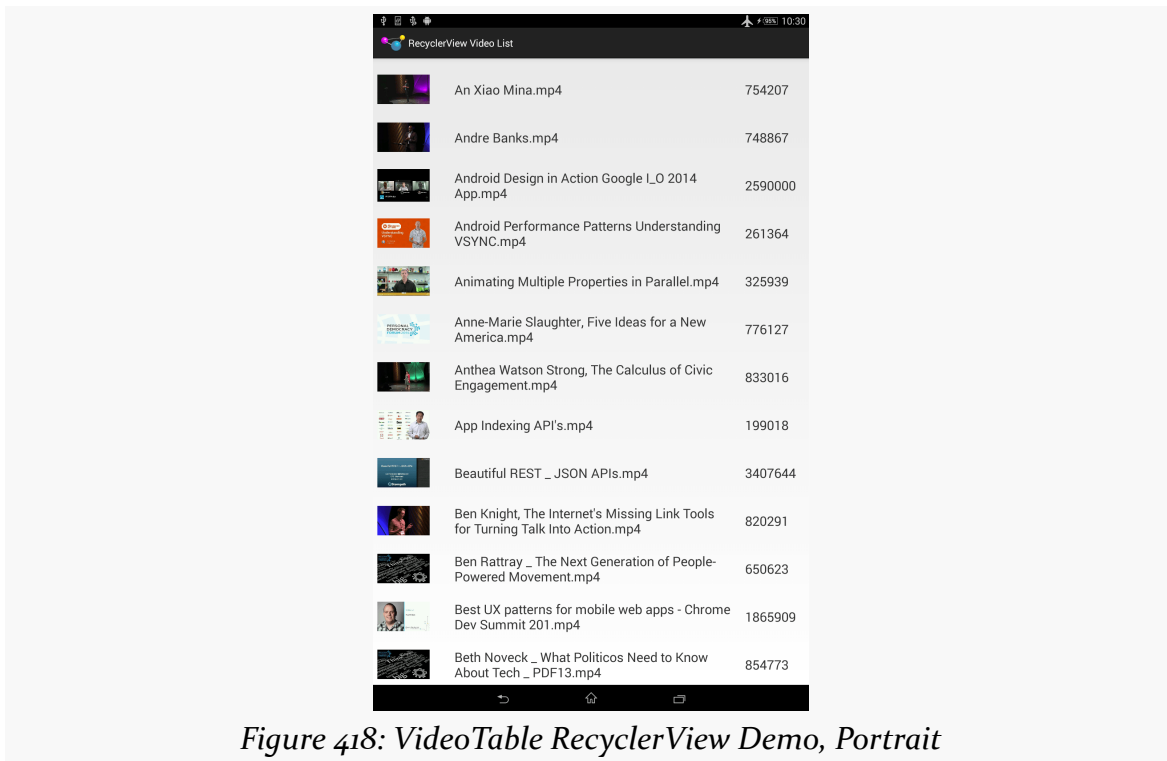 95% 10:30
RecyclerView Video List
An Xiao Mina.mp4 754207
Andre Banks.mp4 748867
Android Design in Action Google I_O 2014
App.mp4
2590000
Android Performance Patterns Understanding
VSYNC.mp4
261364
Animating Multiple Properties in Parallel.mp4 325939
Anne-Marie Slaughter, Five Ideas for a New
America.mp4
776127
Anthea Watson Strong, The Calculus of Civic
Engagement.mp4
833016
App Indexing API's.mp4 199018
Beautiful REST _ JSON APIs.mp4 3407644
Ben Knight, The Internet's Missing Link Tools
for Turning Talk Into Action.mp4
820291
Ben Rattray _ The Next Generation of People-
Powered Movement.mp4
650623
Best UX patterns for mobile web apps - Chrome
Dev Summit 201.mp4
1865909
Beth Noveck _ What Politicos Need to Know
About Tech _ PDF13.mp4
854773
Figure 418: VideoTable RecyclerView Demo, Portrait